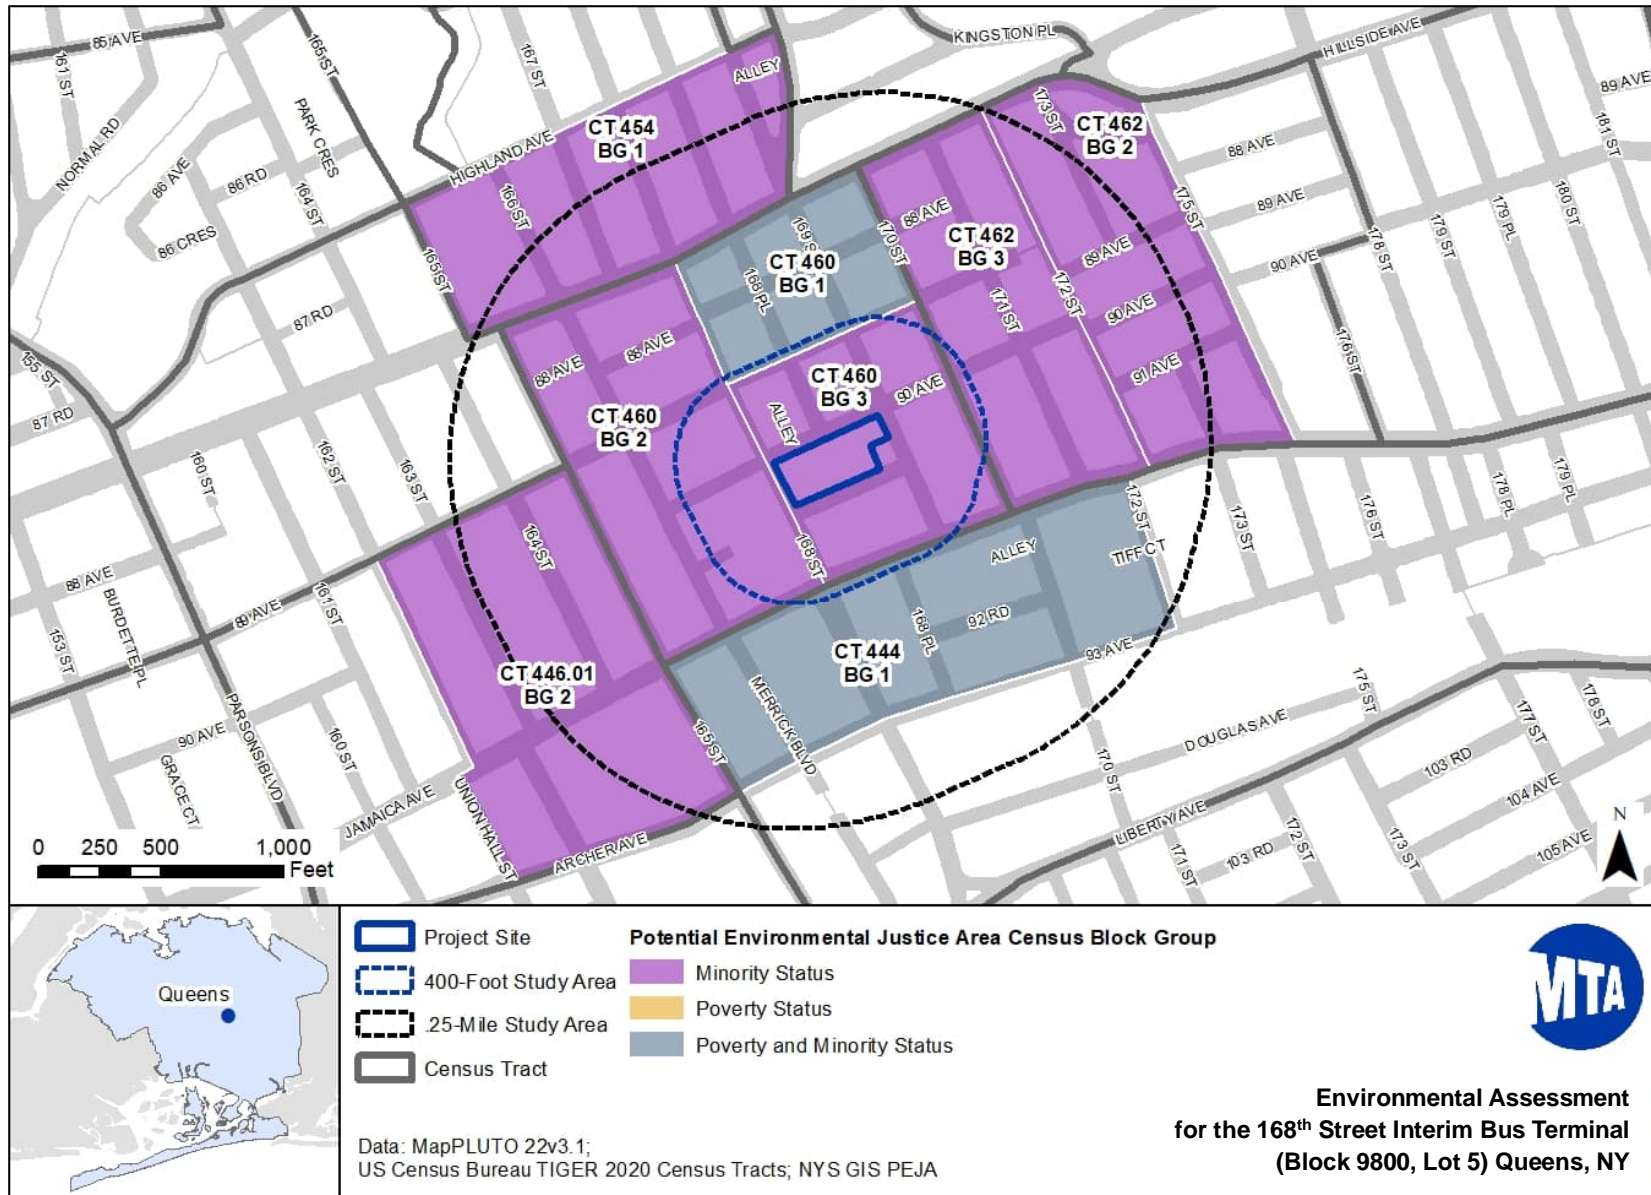 85 AVE
161 ST
165 ST
167 ST
ALLEY
KINGSTON PL
HILLSIDE AVE
89 AVE
NORMAL RD
PARK CRES
CT 454
BG 1
HIGHLAND AVE
173 ST
CT 462
BG 2
181 ST
86 AVE
86 RD
164 ST
166 ST
88 AVE
175 ST
89 AVE
179 PL
180 ST
86 CRES
165 ST
169 S
170 ST
88 AVE
CT 462
BG 3
89 AVE
178 ST
179 ST
CT 460
BG 1
168 PL
90 AVE
87 RD
171 ST
172 ST
90 AVE
176 ST
155 ST
88 AVE
88 AVE
91 AVE
87 RD
CT 460
BG 2
CT 460
BG 3
90 AVE
ALLEY
160 ST
162 ST
163 ST
178 PL
179 PL
164 ST
168 ST
ALLEY
172 ST
TIFF CT
173 ST
176 ST
88 AVE
BURDETTE PL
161 ST
89 AVE
153 ST
168 PL
92 RD
93 AVE
CT 444
BG 1
CT 446.01
BG 2
MERRICK BLVD
165 ST
PARSONS BLVD
90 AVE
160 ST
GRACE CT
JAMAICA AVE
UNION HALL ST
ARCHER AVE
175 ST
177 ST
178 ST
DOUGLAS AVE
170 ST
103 RD
104 AVE
LIBERTY AVE
171 ST
103 RD
172 ST
173 ST
105 AVE
N
0 250 500 1,000
Feet
Queens
Project Site
400-Foot Study Area
.25-Mile Study Area
Census Tract
Potential Environmental Justice Area Census Block Group
Minority Status
Poverty Status
Poverty and Minority Status
Data: MapPLUTO 22v3.1;
US Census Bureau TIGER 2020 Census Tracts; NYS GIS PEJA
MTA
Environmental Assessment
for the 168th Street Interim Bus Terminal
(Block 9800, Lot 5) Queens, NY